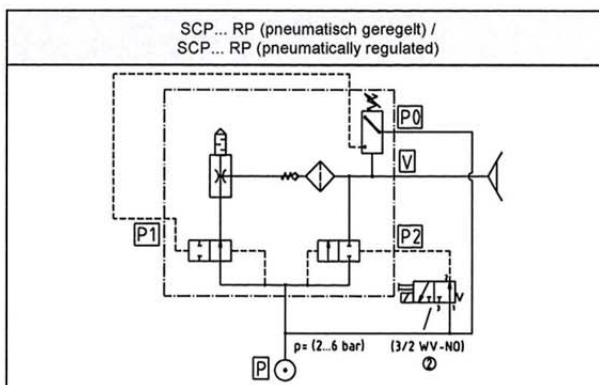 SCP... RP (pneumatisch geregelt) /
SCP... RP (pneumatically regulated)
P0
V
P1
P2
p= (2...6 bar)
(3/2 WV-NO)
②
P